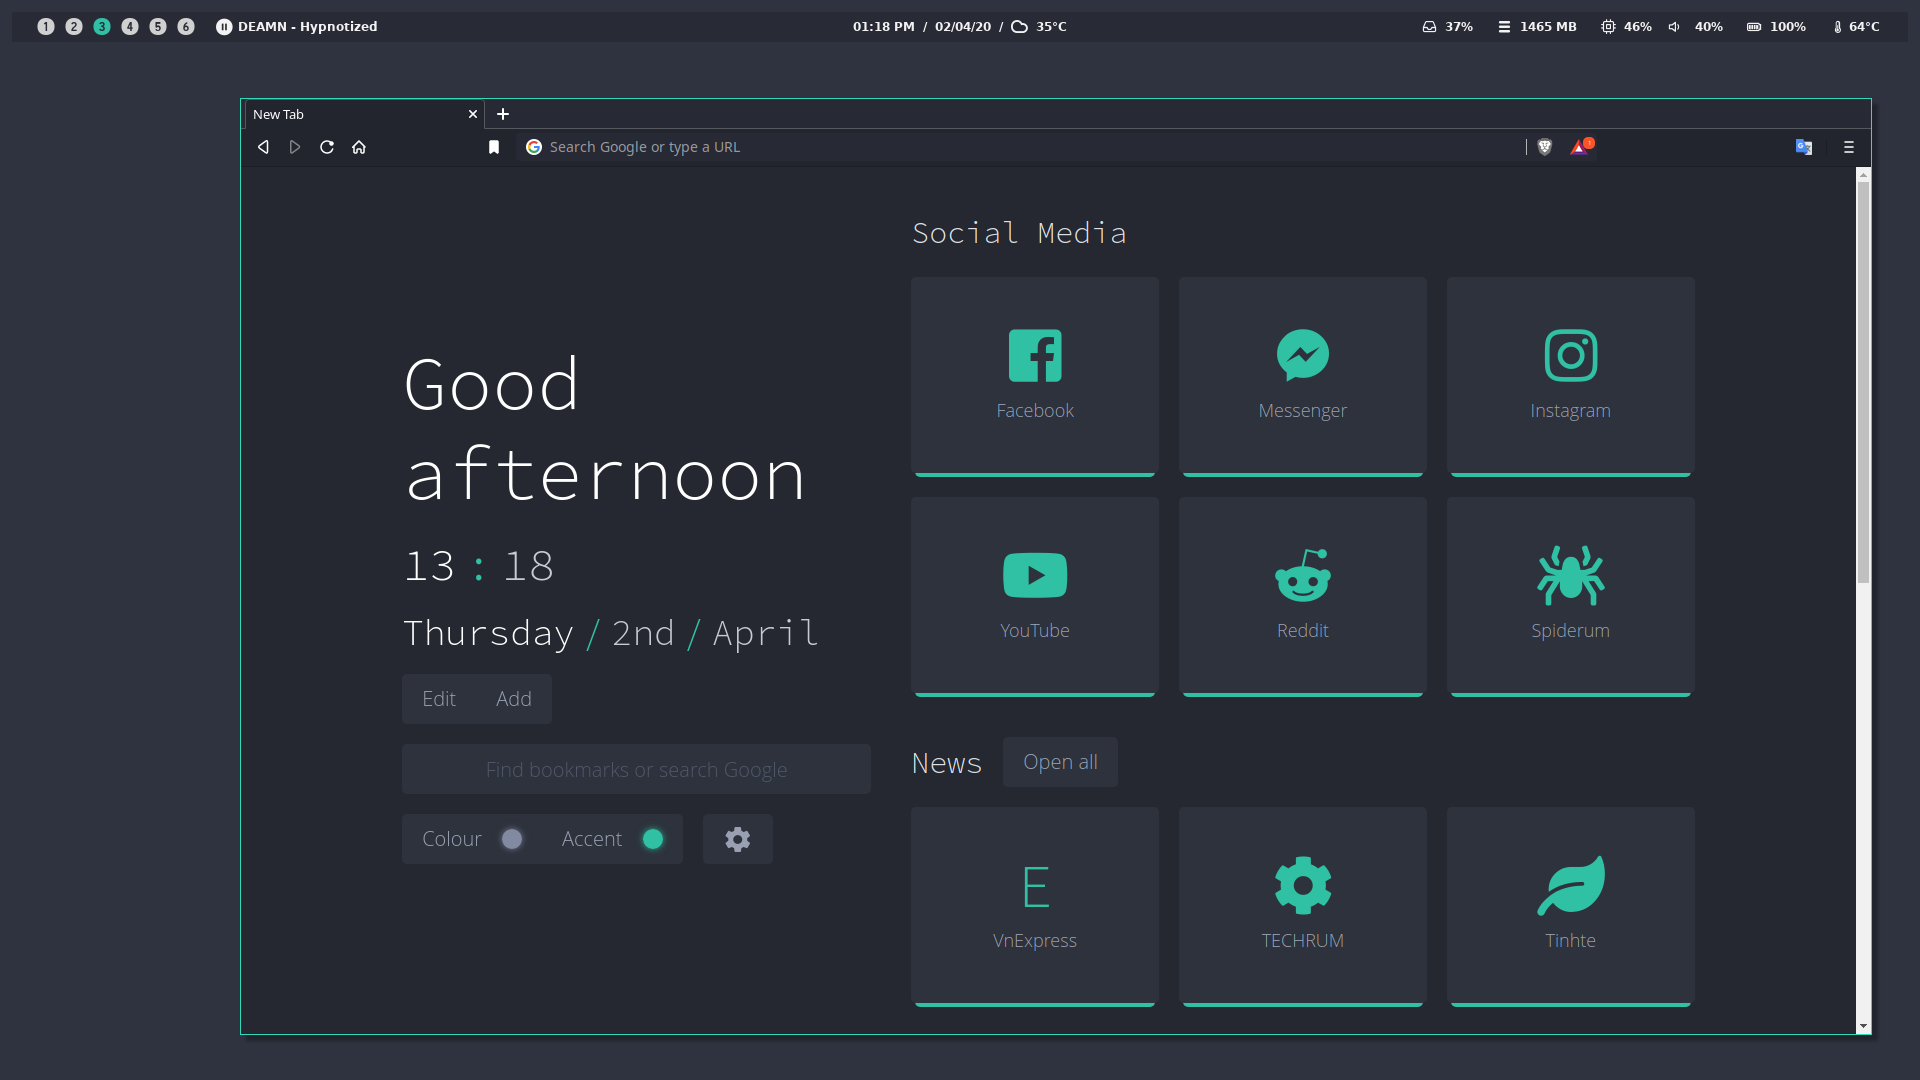 1 2 3 4 5 6 DEAMN - Hypnotized 01:18 PM / 02/04/20 / 35°C 37% 1465 MB 46% 40% 100% 64°C
New Tab
Search Google or type a URL
Good
afternoon
13 : 18
Thursday / 2nd / April
Edit Add
Find bookmarks or search Google
Colour Accent
Social Media
Facebook Messenger Instagram
YouTube Reddit Spiderum
News Open all
E
VnExpress TECHRUM Tinhte